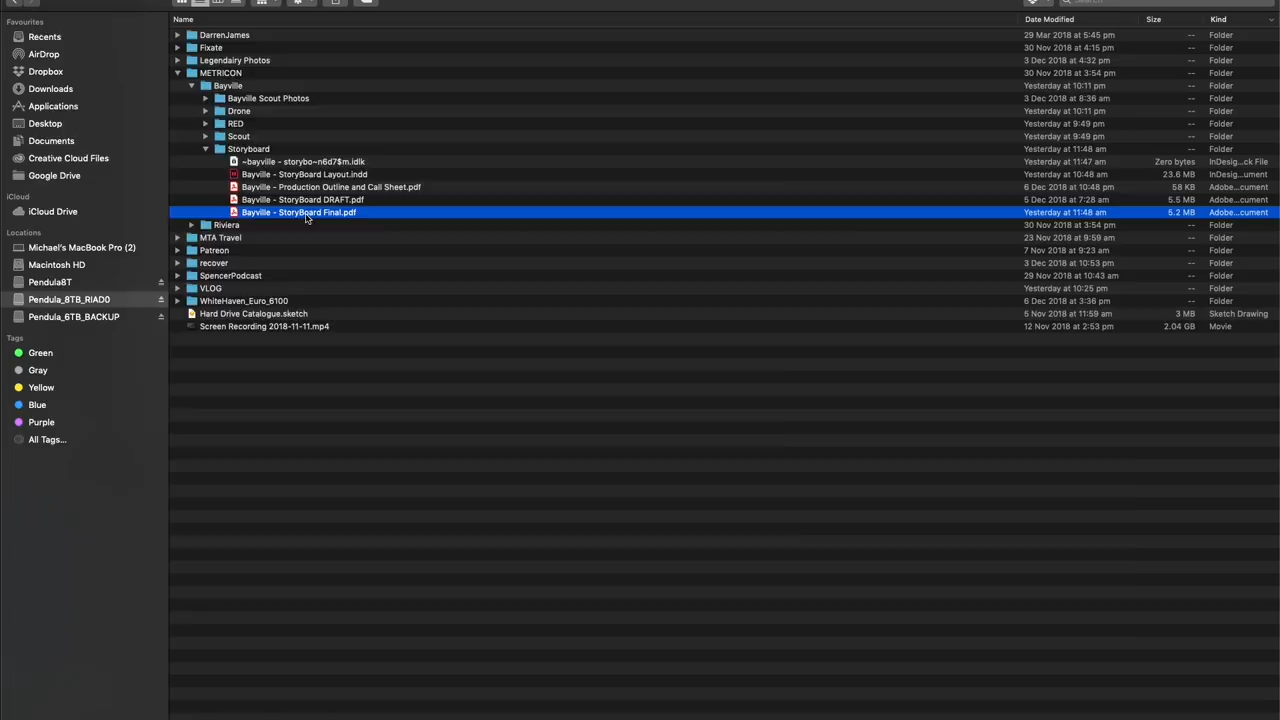 Search
Favourites
Recents
AirDrop
Dropbox
Downloads
Applications
Desktop
Documents
Creative Cloud Files
Google Drive
iCloud
iCloud Drive
Locations
Michael's MacBook Pro (2)
Macintosh HD
Pendula8T
Pendula_8TB_RIAD0
Pendula_6TB_BACKUP
Tags
Green
Gray
Yellow
Blue
Purple
All Tags...
Name Date Modified Size Kind
DarrenJames 29 Mar 2018 at 5:45 pm -- Folder
Fixate 30 Nov 2018 at 4:15 pm -- Folder
Legendairy Photos 3 Dec 2018 at 4:32 pm -- Folder
METRICON 30 Nov 2018 at 3:54 pm -- Folder
Bayville Yesterday at 10:11 pm -- Folder
Bayville Scout Photos 3 Dec 2018 at 8:36 am -- Folder
Drone Yesterday at 10:11 pm -- Folder
RED Yesterday at 9:49 pm -- Folder
Scout Yesterday at 9:49 pm -- Folder
Storyboard Yesterday at 11:48 am -- Folder
~bayville - storybo~n6d7$m.idlk Yesterday at 11:47 am Zero bytes InDesig...ck File
Bayville - StoryBoard Layout.indd Yesterday at 10:48 am 23.6 MB InDesig...ument
Bayville - Production Outline and Call Sheet.pdf 6 Dec 2018 at 10:48 pm 58 KB Adobe...cument
Bayville - StoryBoard DRAFT.pdf 5 Dec 2018 at 7:28 am 5.5 MB Adobe...cument
Bayville - StoryBoard Final.pdf Yesterday at 11:48 am 5.2 MB Adobe...cument
Riviera 30 Nov 2018 at 3:54 pm -- Folder
MTA Travel 23 Nov 2018 at 9:59 am -- Folder
Patreon 7 Nov 2018 at 9:23 am -- Folder
recover 3 Dec 2018 at 10:53 pm -- Folder
SpencerPodcast 29 Nov 2018 at 10:43 am -- Folder
VLOG Yesterday at 10:25 pm -- Folder
WhiteHaven_Euro_6100 6 Dec 2018 at 3:36 pm -- Folder
Hard Drive Catalogue.sketch 5 Nov 2018 at 11:59 am 3 MB Sketch Drawing
Screen Recording 2018-11-11.mp4 12 Nov 2018 at 2:53 pm 2.04 GB Movie